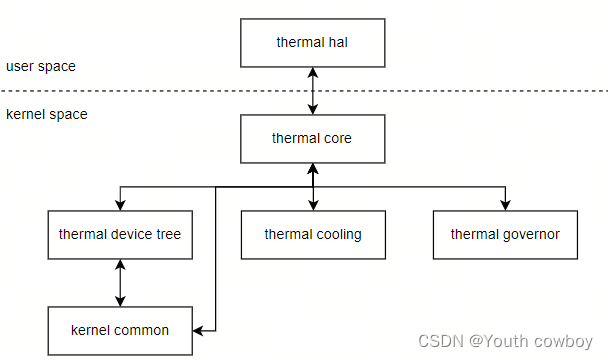 thermal hal
user space
kernel space
thermal core
thermal device tree
thermal cooling
thermal governor
kernel common
CSDN @Youth cowboy